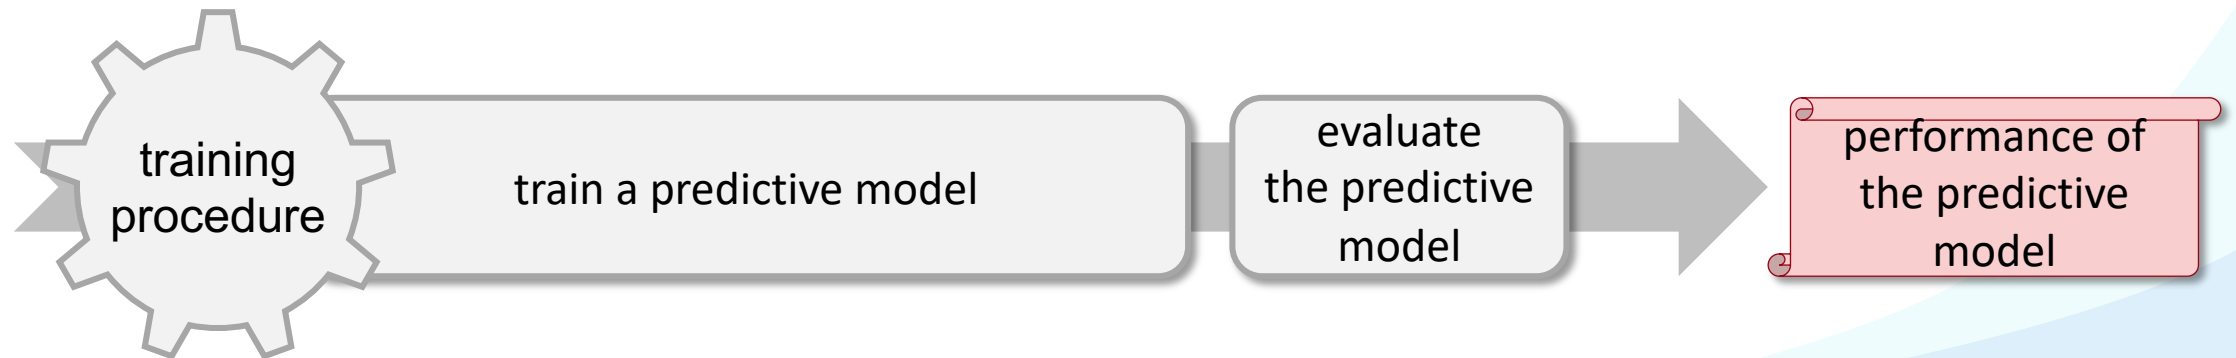 training
procedure
train a predictive model
evaluate
the predictive
model
performance of
the predictive
model